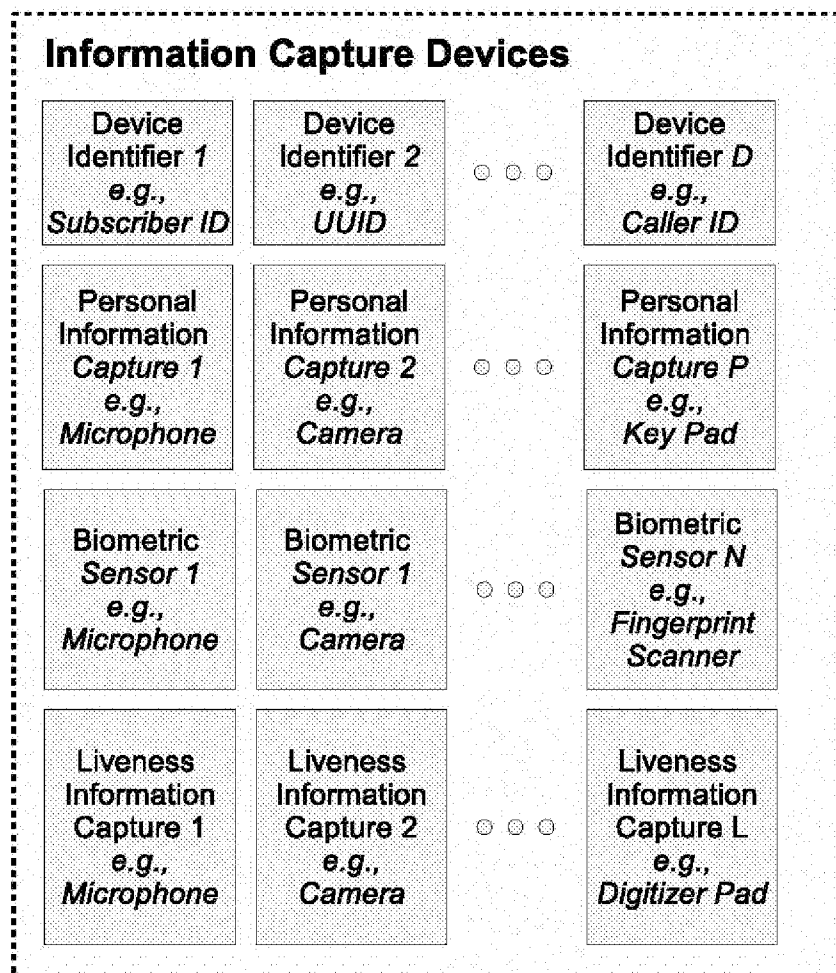 Information Capture Devices
Device
Identifier 1
e.g.,
Subscriber ID
Device
Identifier 2
e.g.,
UUID
Device
Identifier D
e.g.,
Caller ID
Personal
Information
Capture 1
e.g.,
Microphone
Personal
Information
Capture 2
e.g.,
Camera
Personal
Information
Capture P
e.g.,
Key Pad
Biometric
Sensor 1
e.g.,
Microphone
Biometric
Sensor 1
e.g.,
Camera
Biometric
Sensor N
e.g.,
Fingerprint
Scanner
Liveness
Information
Capture 1
e.g.,
Microphone
Liveness
Information
Capture 2
e.g.,
Camera
Liveness
Information
Capture L
e.g.,
Digitizer Pad